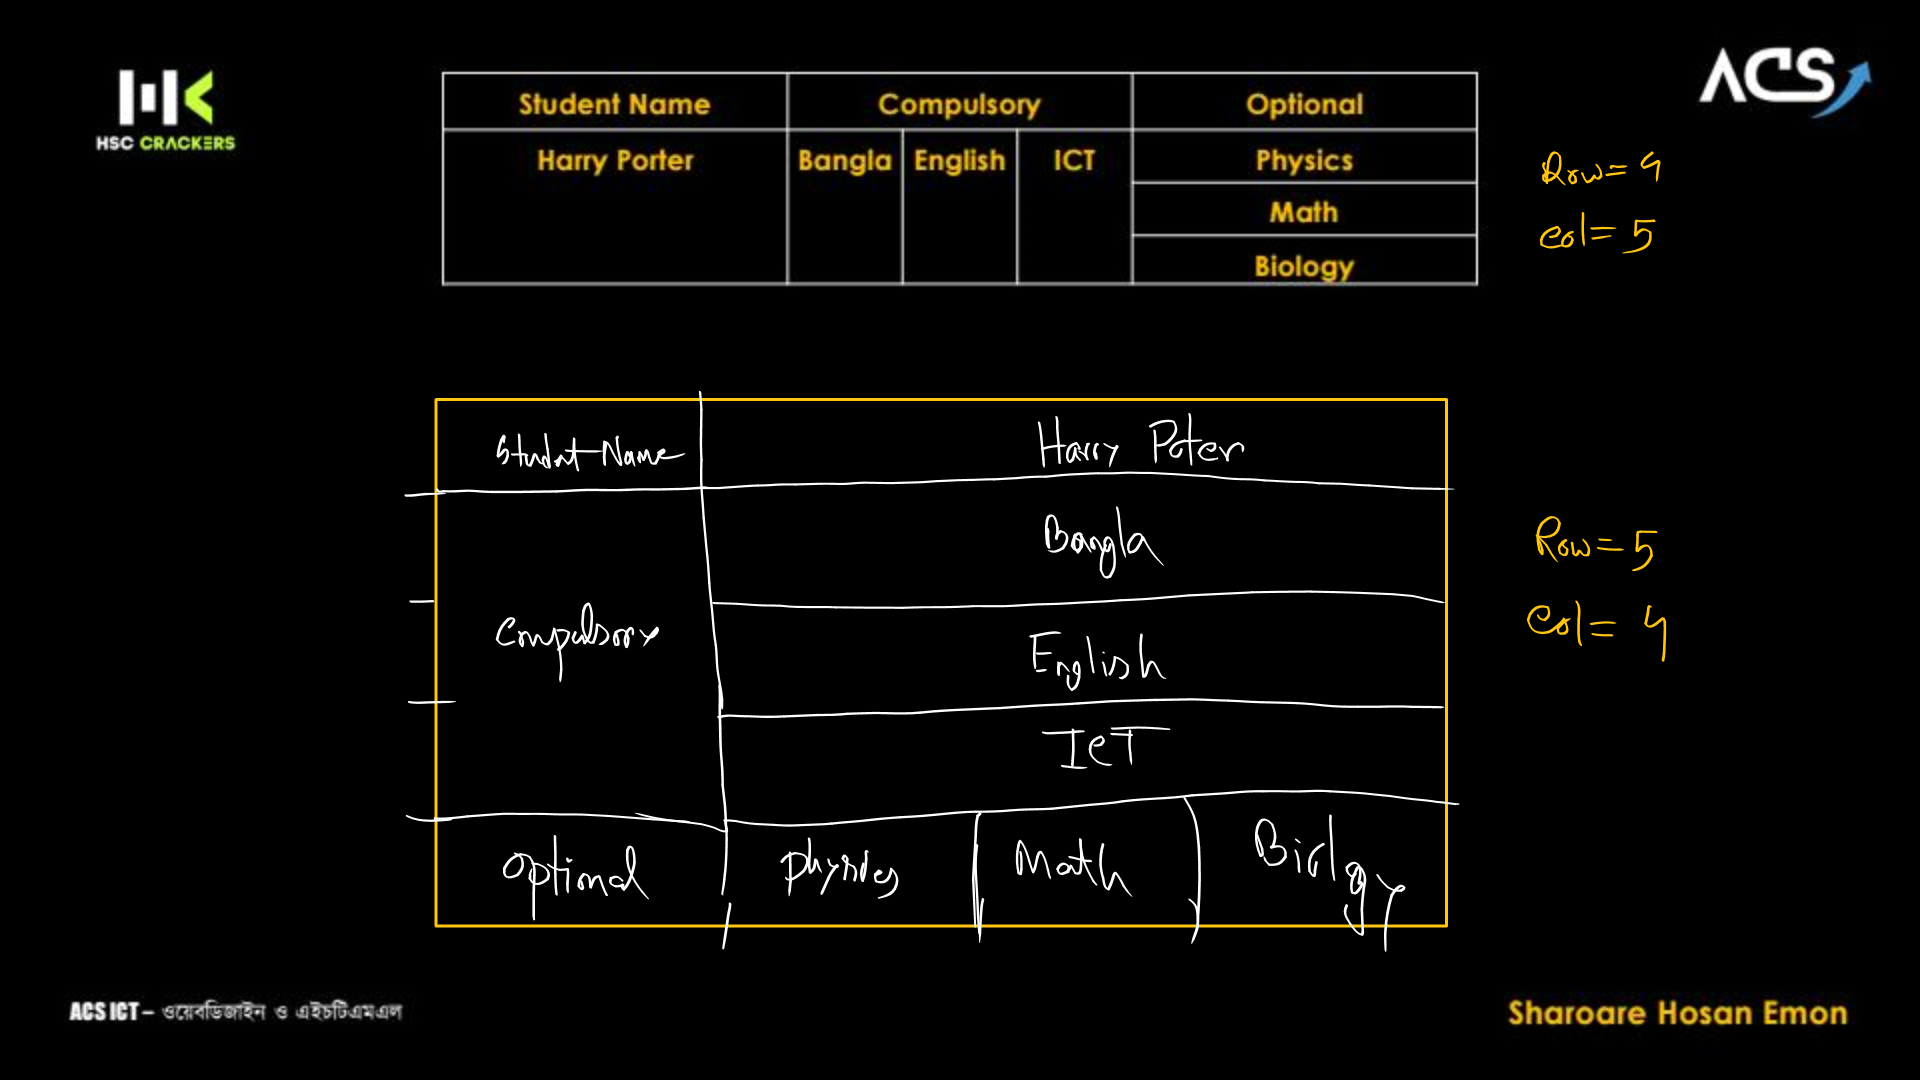 HSC CRACKERS
ACS
Student Name Compulsory Optional
Harry Porter Bangla English ICT Physics
Math
Biology
Row= 4
Col= 5
Student Name Harry Poter
Bangla
Compulsory English
ICT
Optional Physics Math Biology
Row= 5
Col= 4
ACS ICT – ওয়েবডিজাইন ও এইচটিএমএল
Sharoare Hosan Emon